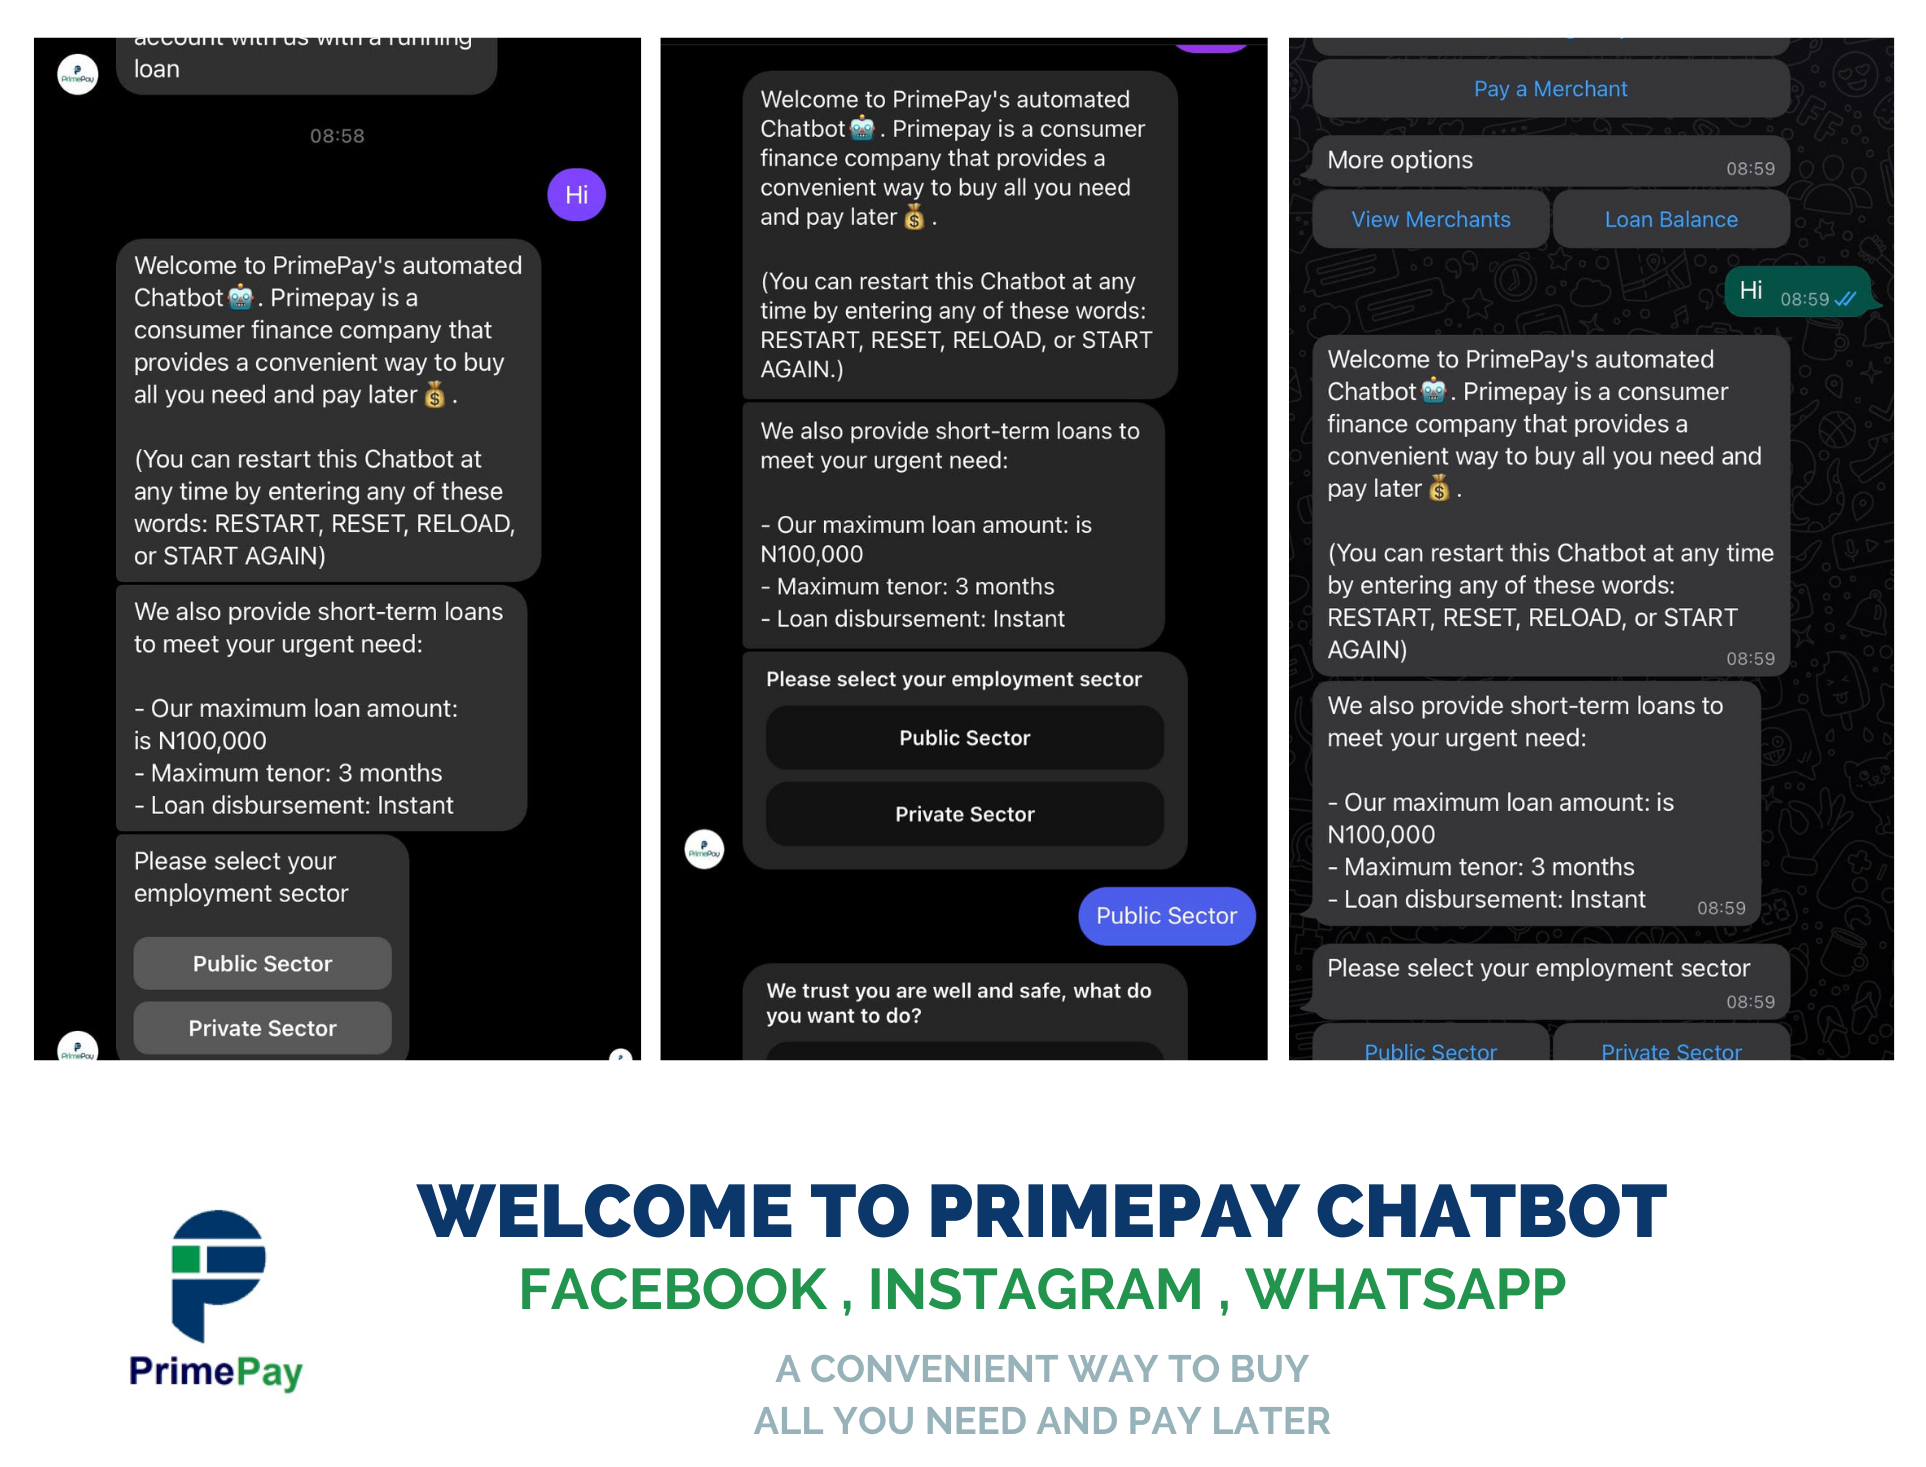 account with us with a running
loan
PrimePay
08:58
Hi
Welcome to PrimePay's automated
Chatbot🤖. Primepay is a
consumer finance company that
provides a convenient way to buy
all you need and pay later💰.
(You can restart this Chatbot at
any time by entering any of these
words: RESTART, RESET, RELOAD,
or START AGAIN)
We also provide short-term loans
to meet your urgent need:
- Our maximum loan amount:
is N100,000
- Maximum tenor: 3 months
- Loan disbursement: Instant
Please select your
employment sector
Public Sector
Private Sector
PrimePay
Welcome to PrimePay's automated
Chatbot🤖. Primepay is a consumer
finance company that provides a
convenient way to buy all you need
and pay later💰.
(You can restart this Chatbot at any
time by entering any of these words:
RESTART, RESET, RELOAD, or START
AGAIN.)
We also provide short-term loans to
meet your urgent need:
- Our maximum loan amount: is
N100,000
- Maximum tenor: 3 months
- Loan disbursement: Instant
Please select your employment sector
Public Sector
Private Sector
PrimePay
Public Sector
We trust you are well and safe, what do
you want to do?
Pay a Merchant
More options
08:59
View Merchants
Loan Balance
Hi 08:59
Welcome to PrimePay's automated
Chatbot🤖. Primepay is a consumer
finance company that provides a
convenient way to buy all you need and
pay later💰.
(You can restart this Chatbot at any time
by entering any of these words:
RESTART, RESET, RELOAD, or START
AGAIN)
08:59
We also provide short-term loans to
meet your urgent need:
- Our maximum loan amount: is
N100,000
- Maximum tenor: 3 months
- Loan disbursement: Instant
08:59
Please select your employment sector
08:59
Public Sector
Private Sector
WELCOME TO PRIMEPAY CHATBOT
FACEBOOK , INSTAGRAM , WHATSAPP
A CONVENIENT WAY TO BUY
ALL YOU NEED AND PAY LATER
PrimePay